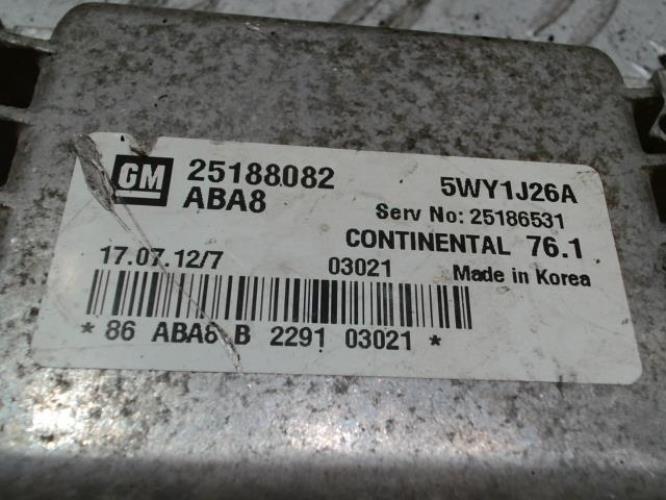 GM 25188082 5WY1J26A
ABA8 Serv No: 25186531
CONTINENTAL 76.1
17.07.12/7 03021 Made in Korea
* 86 ABA8 B 2291 03021 *